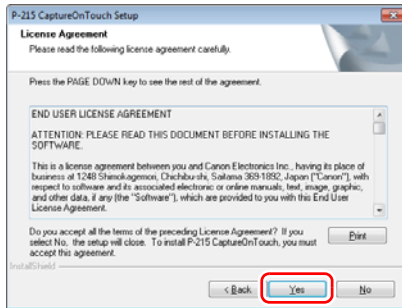 P-215 CaptureOnTouch Setup
License Agreement
Please read the following license agreement carefully.
Press the PAGE DOWN key to see the rest of the agreement.
END USER LICENSE AGREEMENT
ATTENTION: PLEASE READ THIS DOCUMENT BEFORE INSTALLING THE
SOFTWARE.
This is a license agreement between you and Canon Electronics Inc., having its place of
business at 1248 Shimokagemori, Chichibu-shi, Saitama 369-1892, Japan ("Canon"), with
respect to software and its associated electronic or online manuals, text, image, graphic,
and other data, if any (the "Software"), which are provided to you with this End User
License Agreement.
Do you accept all the terms of the preceding License Agreement? If you
select No, the setup will close. To install P-215 CaptureOnTouch, you must
accept this agreement.
Print
InstallShield
< Back
Yes
No